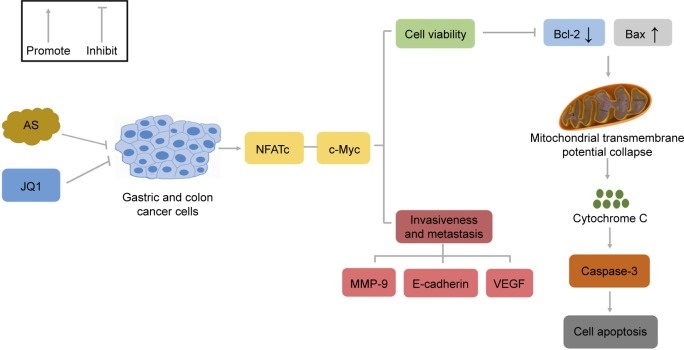 Promote
Inhibit
AS
JQ1
Gastric and colon
cancer cells
NFATc
c-Myc
Cell viability
Bcl-2 ↓
Bax ↑
Mitochondrial transmembrane
potential collapse
Cytochrome C
Caspase-3
Cell apoptosis
Invasiveness
and metastasis
MMP-9
E-cadherin
VEGF